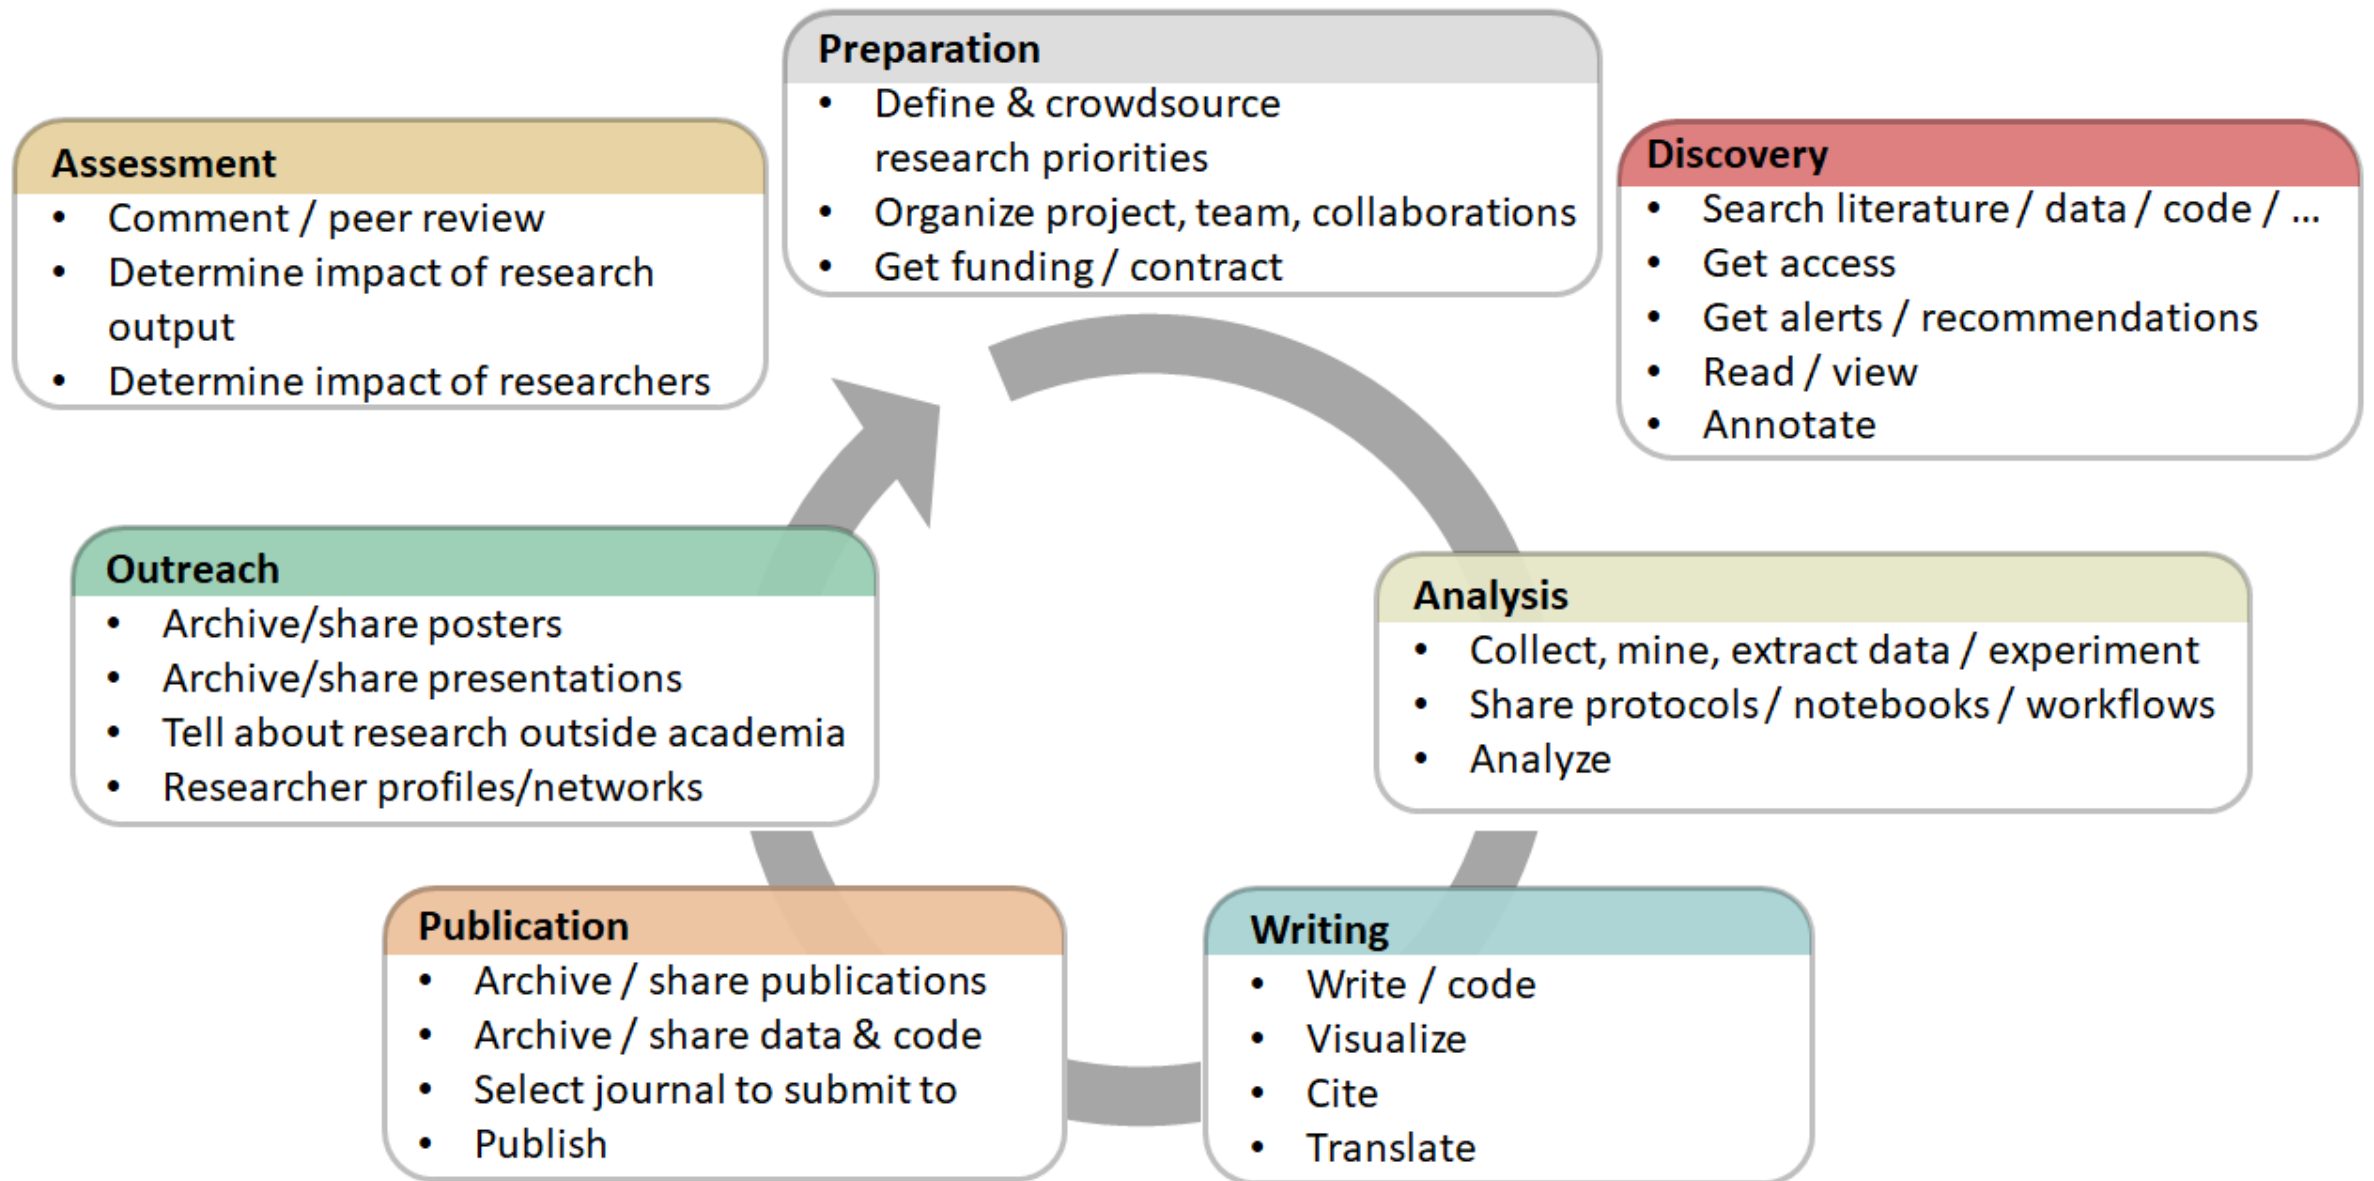 Preparation
• Define & crowdsource
research priorities
• Organize project, team, collaborations
• Get funding / contract
Discovery
• Search literature / data / code / ...
• Get access
• Get alerts / recommendations
• Read / view
• Annotate
Analysis
• Collect, mine, extract data / experiment
• Share protocols / notebooks / workflows
• Analyze
Writing
• Write / code
• Visualize
• Cite
• Translate
Publication
• Archive / share publications
• Archive / share data & code
• Select journal to submit to
• Publish
Outreach
• Archive/share posters
• Archive/share presentations
• Tell about research outside academia
• Researcher profiles/networks
Assessment
• Comment / peer review
• Determine impact of research
output
• Determine impact of researchers